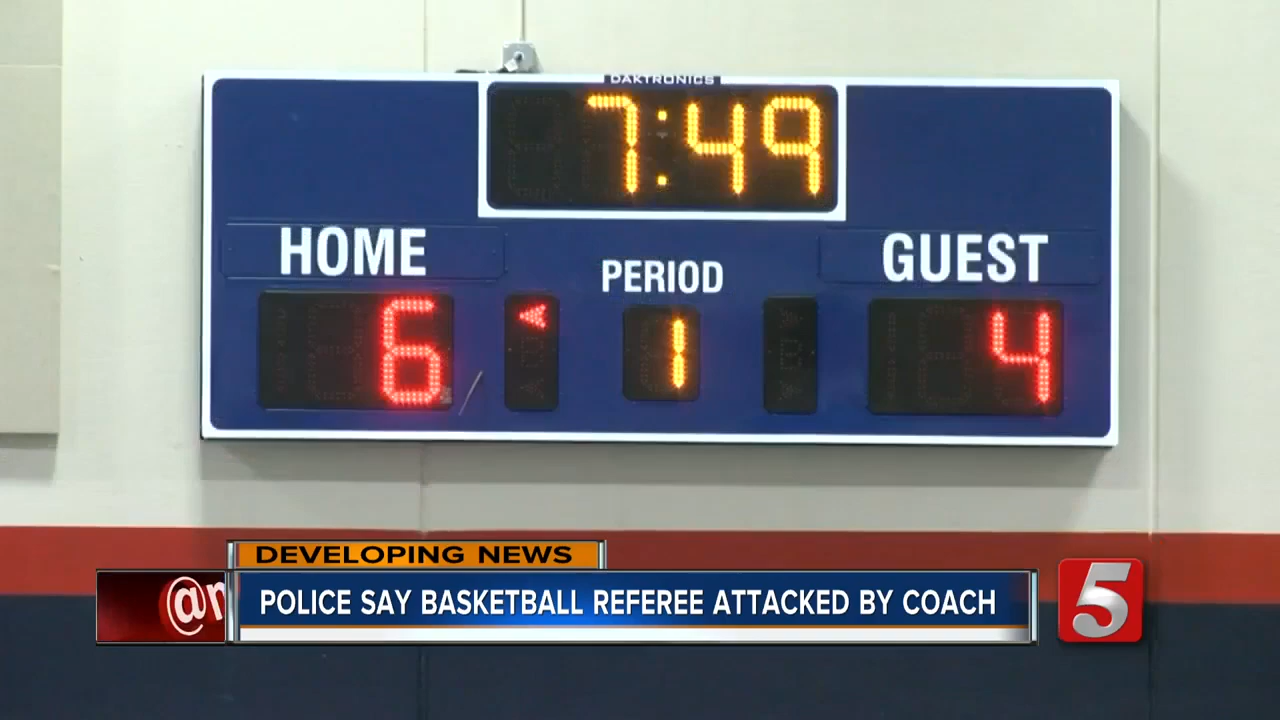 DAKTRONICS
7:49
HOME
PERIOD
GUEST
6
1
4
DEVELOPING NEWS
@n
POLICE SAY BASKETBALL REFEREE ATTACKED BY COACH
5